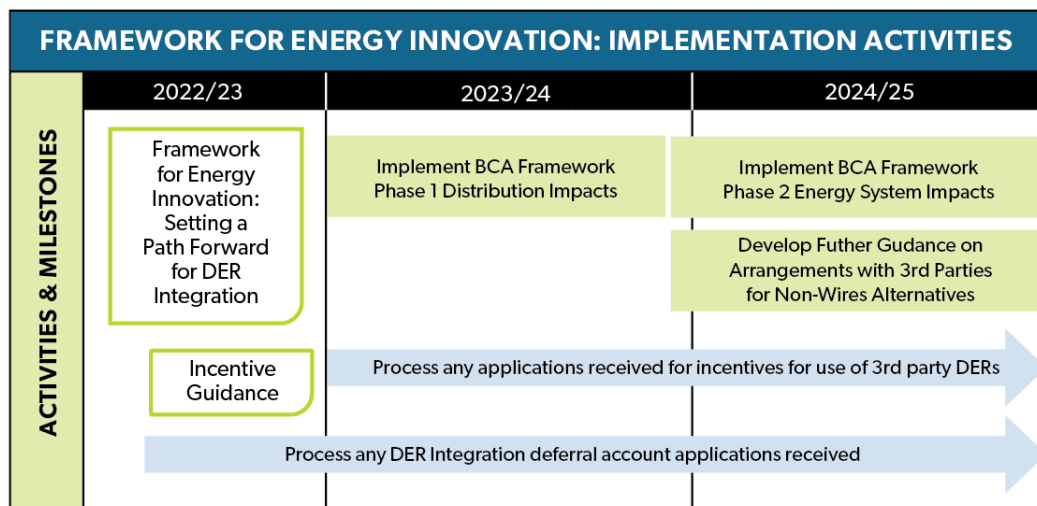 FRAMEWORK FOR ENERGY INNOVATION: IMPLEMENTATION ACTIVITIES
ACTIVITIES & MILESTONES
2022/23
2023/24
2024/25
Framework
for Energy
Innovation:
Setting a
Path Forward
for DER
Integration
Implement BCA Framework
Phase 1 Distribution Impacts
Implement BCA Framework
Phase 2 Energy System Impacts
Develop Futher Gudance on
Arrangements with 3rd Parties
for Non-Wires Alternatives
Incentive
Guidance
Process any applications received for incentives for use of 3rd party DERs
Process any DER Integration deferral account applications received